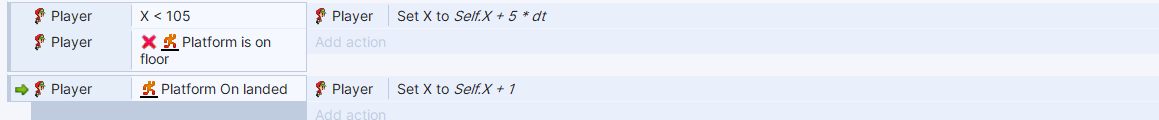 Player X < 105 Player Set X to Self.X + 5 * dt
Player Platform is on floor Add action
Player Platform On landed Player Set X to Self.X + 1
Add action